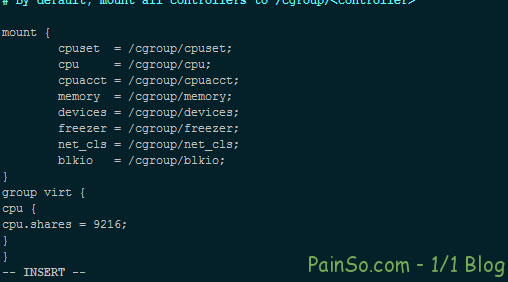 # By default, mount all controllers to /cgroup/<controller>
mount {
cpuset = /cgroup/cpuset;
cpu = /cgroup/cpu;
cpuacct = /cgroup/cpuacct;
memory = /cgroup/memory;
devices = /cgroup/devices;
freezer = /cgroup/freezer;
net_cls = /cgroup/net_cls;
blkio = /cgroup/blkio;
}
group virt {
cpu {
cpu.shares = 9216;
}
}
-- INSERT --
PainSo.com - 1/1 Blog